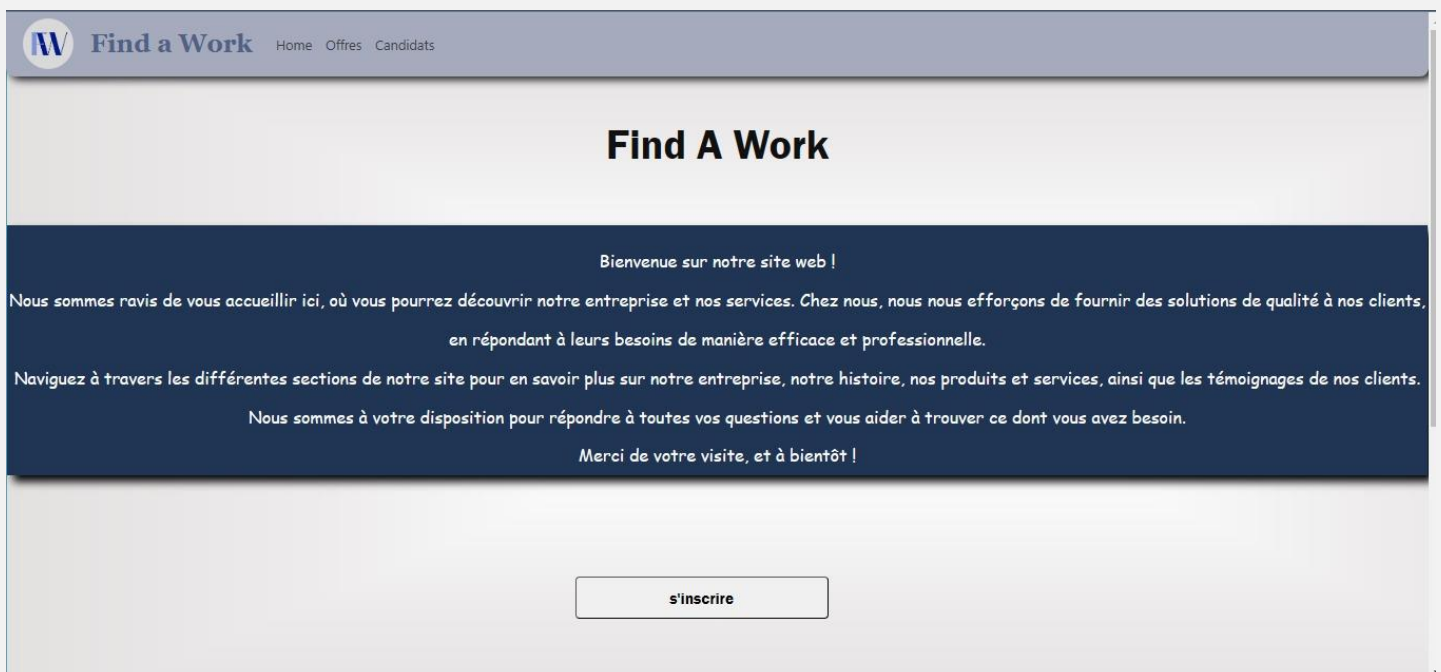 Find a Work Home Offres Candidats
Find A Work
Bienvenue sur notre site web !
Nous sommes ravis de vous accueillir ici, où vous pourrez découvrir notre entreprise et nos services. Chez nous, nous nous efforçons de fournir des solutions de qualité à nos clients,
en répondant à leurs besoins de manière efficace et professionnelle.
Naviguez à travers les différentes sections de notre site pour en savoir plus sur notre entreprise, notre histoire, nos produits et services, ainsi que les témoignages de nos clients.
Nous sommes à votre disposition pour répondre à toutes vos questions et vous aider à trouver ce dont vous avez besoin.
Merci de votre visite, et à bientôt !
s'inscrire